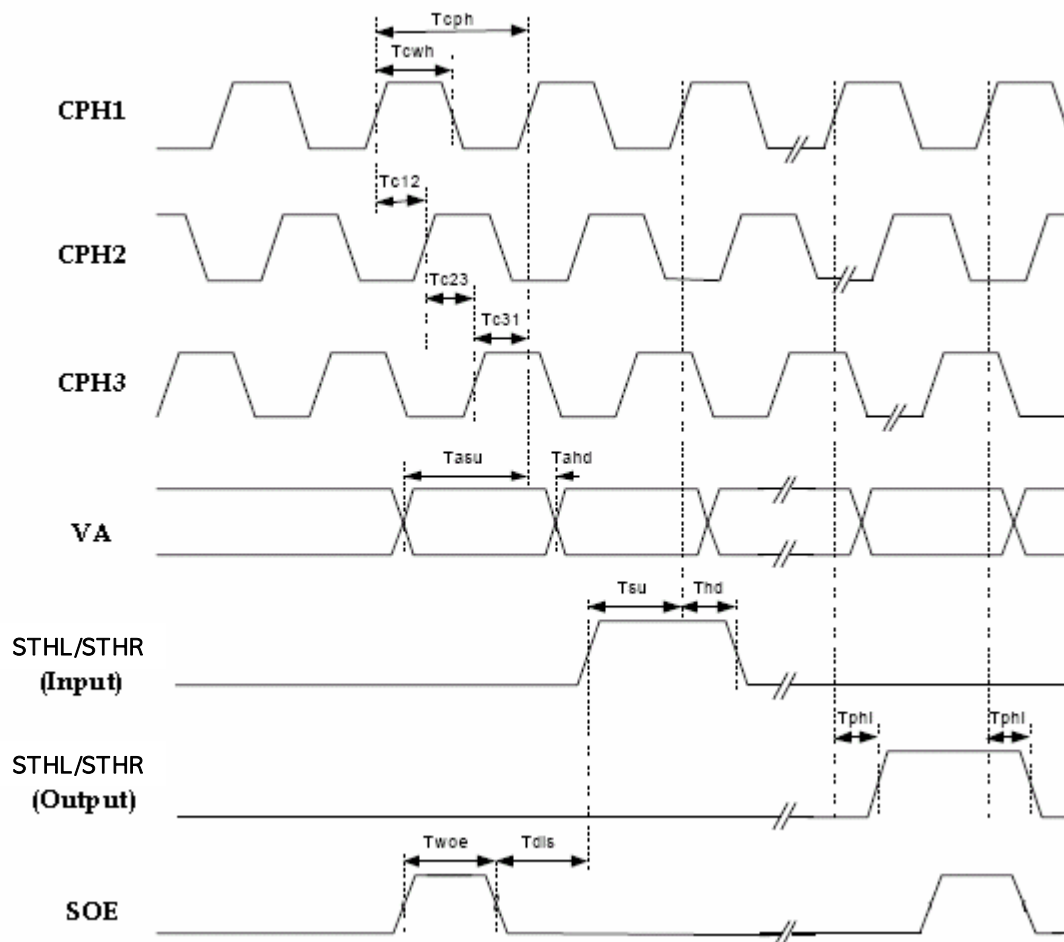 Tcph
Tcwh
CPH1
Tc12
CPH2
Tc23
Tc31
CPH3
Tasu
Tahd
VA
Tsu
Thd
STHL/STHR
(Input)
Tphl
Tphl
STHL/STHR
(Output)
Twoe
Tdis
SOE